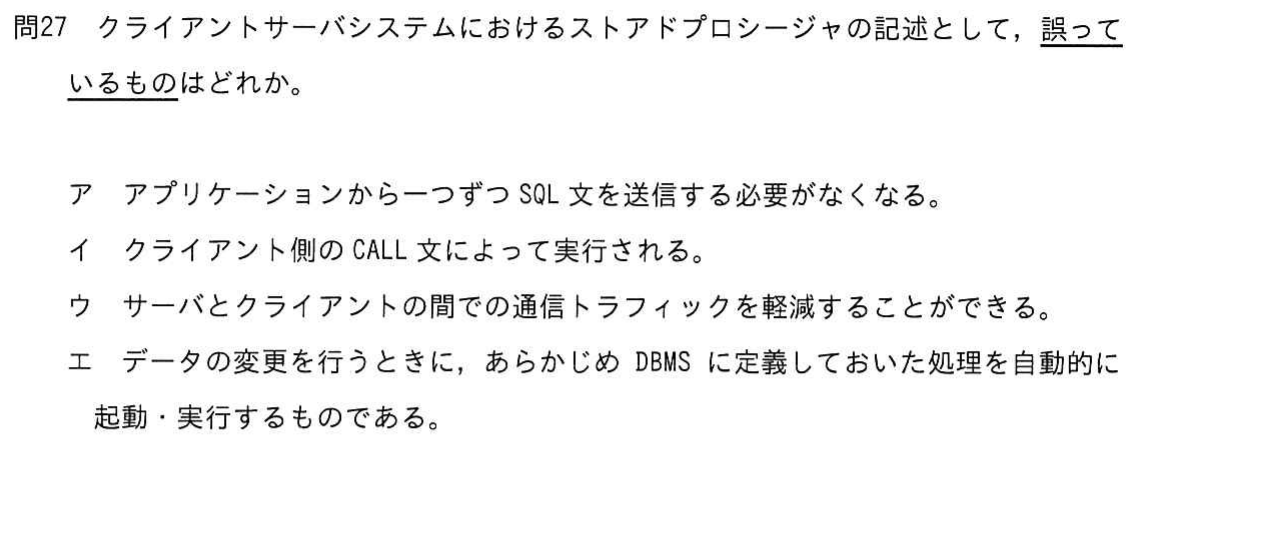 問27　クライアントサーバシステムにおけるストアドプロシージャの記述として，誤って
いるものはどれか。
ア　アプリケーションから一つずつ SQL 文を送信する必要がなくなる。
イ　クライアント側の CALL 文によって実行される。
ウ　サーバとクライアントの間での通信トラフィックを軽減することができる。
エ　データの変更を行うときに，あらかじめ DBMS に定義しておいた処理を自動的に
起動・実行するものである。